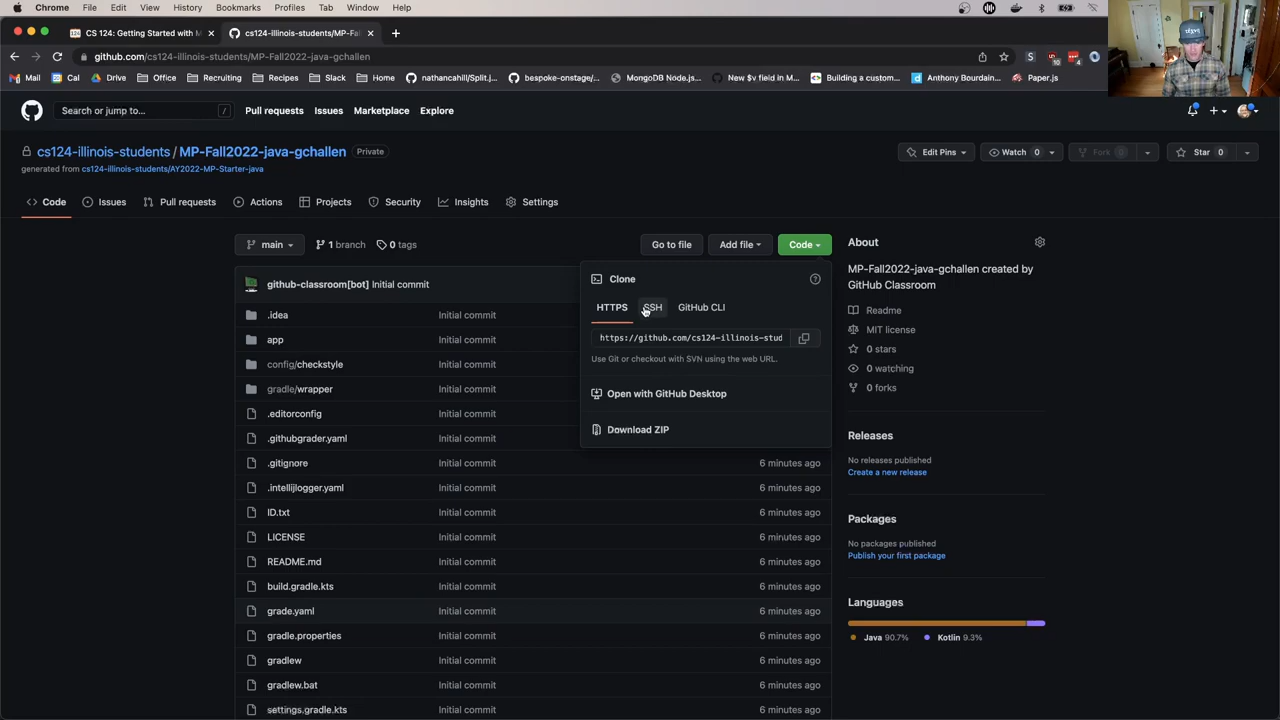 Chrome File Edit View History Bookmarks Profiles Tab Window Help
CS 124: Getting Started with M
cs124-illinois-students/MP-Fal
github.com/cs124-illinois-students/MP-Fall2022-java-gchallen
Mail Cal Drive Office Recruiting Recipes Slack Home nathancahill/Split.j... bespoke-onstage/... MongoDB Node.js... New $v field in M... Building a custom... Anthony Bourdain... Paper.js
Search or jump to... / Pull requests Issues Marketplace Explore
cs124-illinois-students / MP-Fall2022-java-gchallen Private
Edit Pins Watch 0 Fork 0 Star 0
generated from cs124-illinois-students/AY2022-MP-Starter-java
Code Issues Pull requests Actions Projects Security Insights Settings
main 1 branch 0 tags Go to file Add file Code
github-classroom[bot] Initial commit
.idea Initial commit
app Initial commit
config/checkstyle Initial commit
gradle/wrapper Initial commit
.editorconfig Initial commit
.githubgrader.yaml Initial commit
.gitignore Initial commit 6 minutes ago
.intellijlogger.yaml Initial commit 6 minutes ago
ID.txt Initial commit 6 minutes ago
LICENSE Initial commit 6 minutes ago
README.md Initial commit 6 minutes ago
build.gradle.kts Initial commit 6 minutes ago
grade.yaml Initial commit 6 minutes ago
gradle.properties Initial commit 6 minutes ago
gradlew Initial commit 6 minutes ago
gradlew.bat Initial commit 6 minutes ago
settings.gradle.kts Initial commit 6 minutes ago
Clone
HTTPS SSH GitHub CLI
https://github.com/cs124-illinois-stud
Use Git or checkout with SVN using the web URL.
Open with GitHub Desktop
Download ZIP
About
MP-Fall2022-java-gchallen created by
GitHub Classroom
Readme
MIT license
0 stars
0 watching
0 forks
Releases
No releases published
Create a new release
Packages
No packages published
Publish your first package
Languages
Java 90.7% Kotlin 9.3%